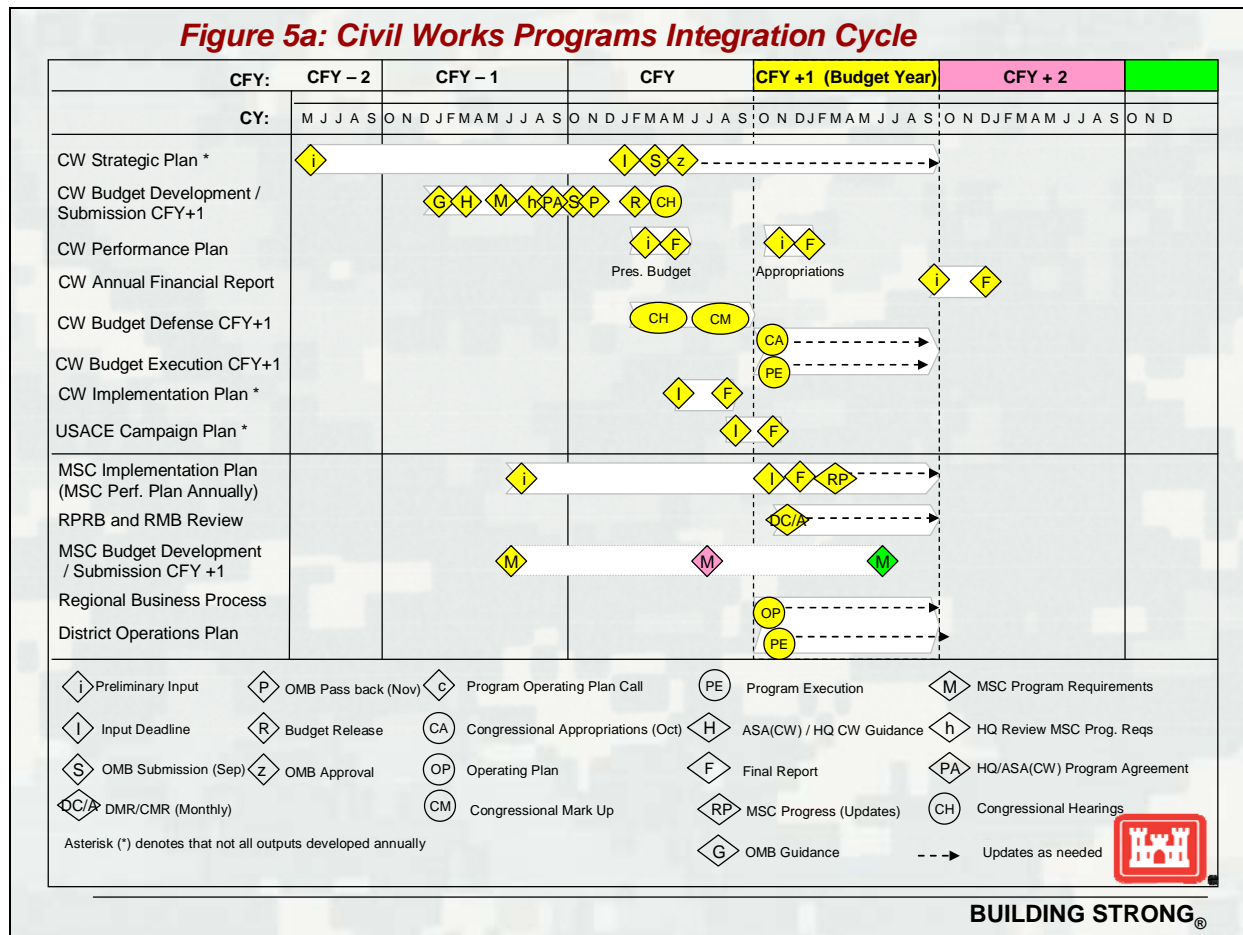 Figure 5a: Civil Works Programs Integration Cycle
CFY: CFY – 2 CFY – 1 CFY CFY +1 (Budget Year) CFY + 2
CY: M J J A S O N D J F M A M J J A S O N D J F M A M J J A S O N D J F M A M J J A S O N D J F M A M J J A S O N D
CW Strategic Plan * i I S z
CW Budget Development /
Submission CFY+1
G H M h PA S P R CH
CW Performance Plan i F i F
Pres. Budget Appropriations
CW Annual Financial Report i F
CW Budget Defense CFY+1 CH CM
CA
CW Budget Execution CFY+1 PE
CW Implementation Plan * I F
USACE Campaign Plan * I F
MSC Implementation Plan
(MSC Perf. Plan Annually)
i I F RP
RPRB and RMB Review DC/A
MSC Budget Development
/ Submission CFY +1
M M M
Regional Business Process OP
District Operations Plan PE
i Preliminary Input P OMB Pass back (Nov) c Program Operating Plan Call PE Program Execution M MSC Program Requirements
I Input Deadline R Budget Release CA Congressional Appropriations (Oct) H ASA(CW) / HQ CW Guidance h HQ Review MSC Prog. Reqs
S OMB Submission (Sep) z OMB Approval OP Operating Plan F Final Report PA HQ/ASA(CW) Program Agreement
DC/A DMR/CMR (Monthly) CM Congressional Mark Up RP MSC Progress (Updates) CH Congressional Hearings
Asterisk (*) denotes that not all outputs developed annually
G OMB Guidance Updates as needed
BUILDING STRONG®